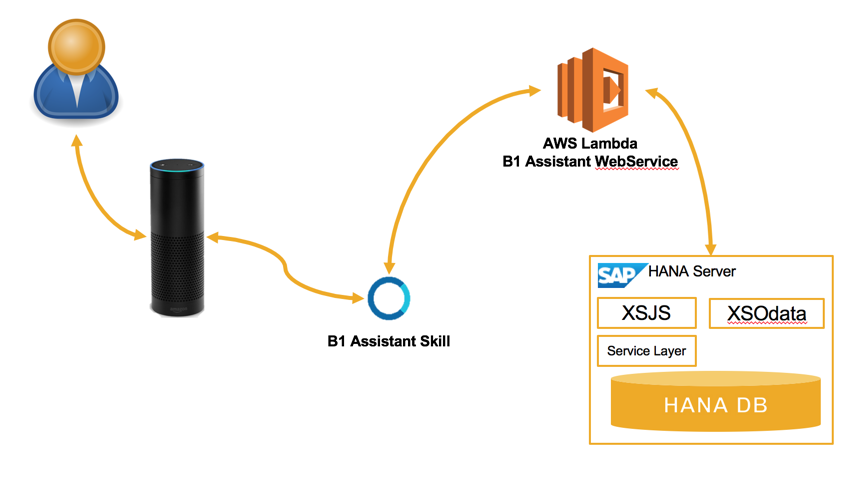 AWS Lambda
B1 Assistant WebService
B1 Assistant Skill
SAP HANA Server
XSJS
XSOdata
Service Layer
HANA DB